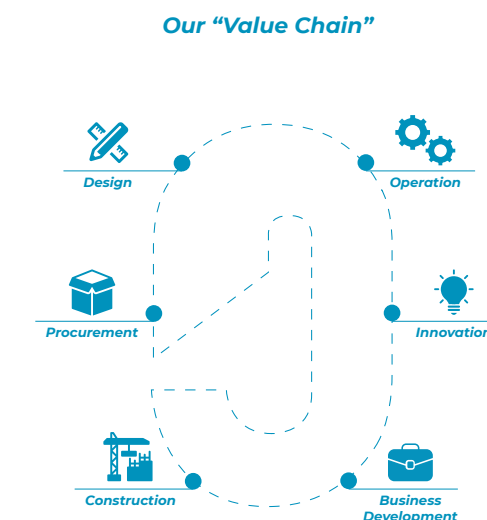 Our “Value Chain”
Design
Operation
Procurement
Innovation
Construction
Business
Development